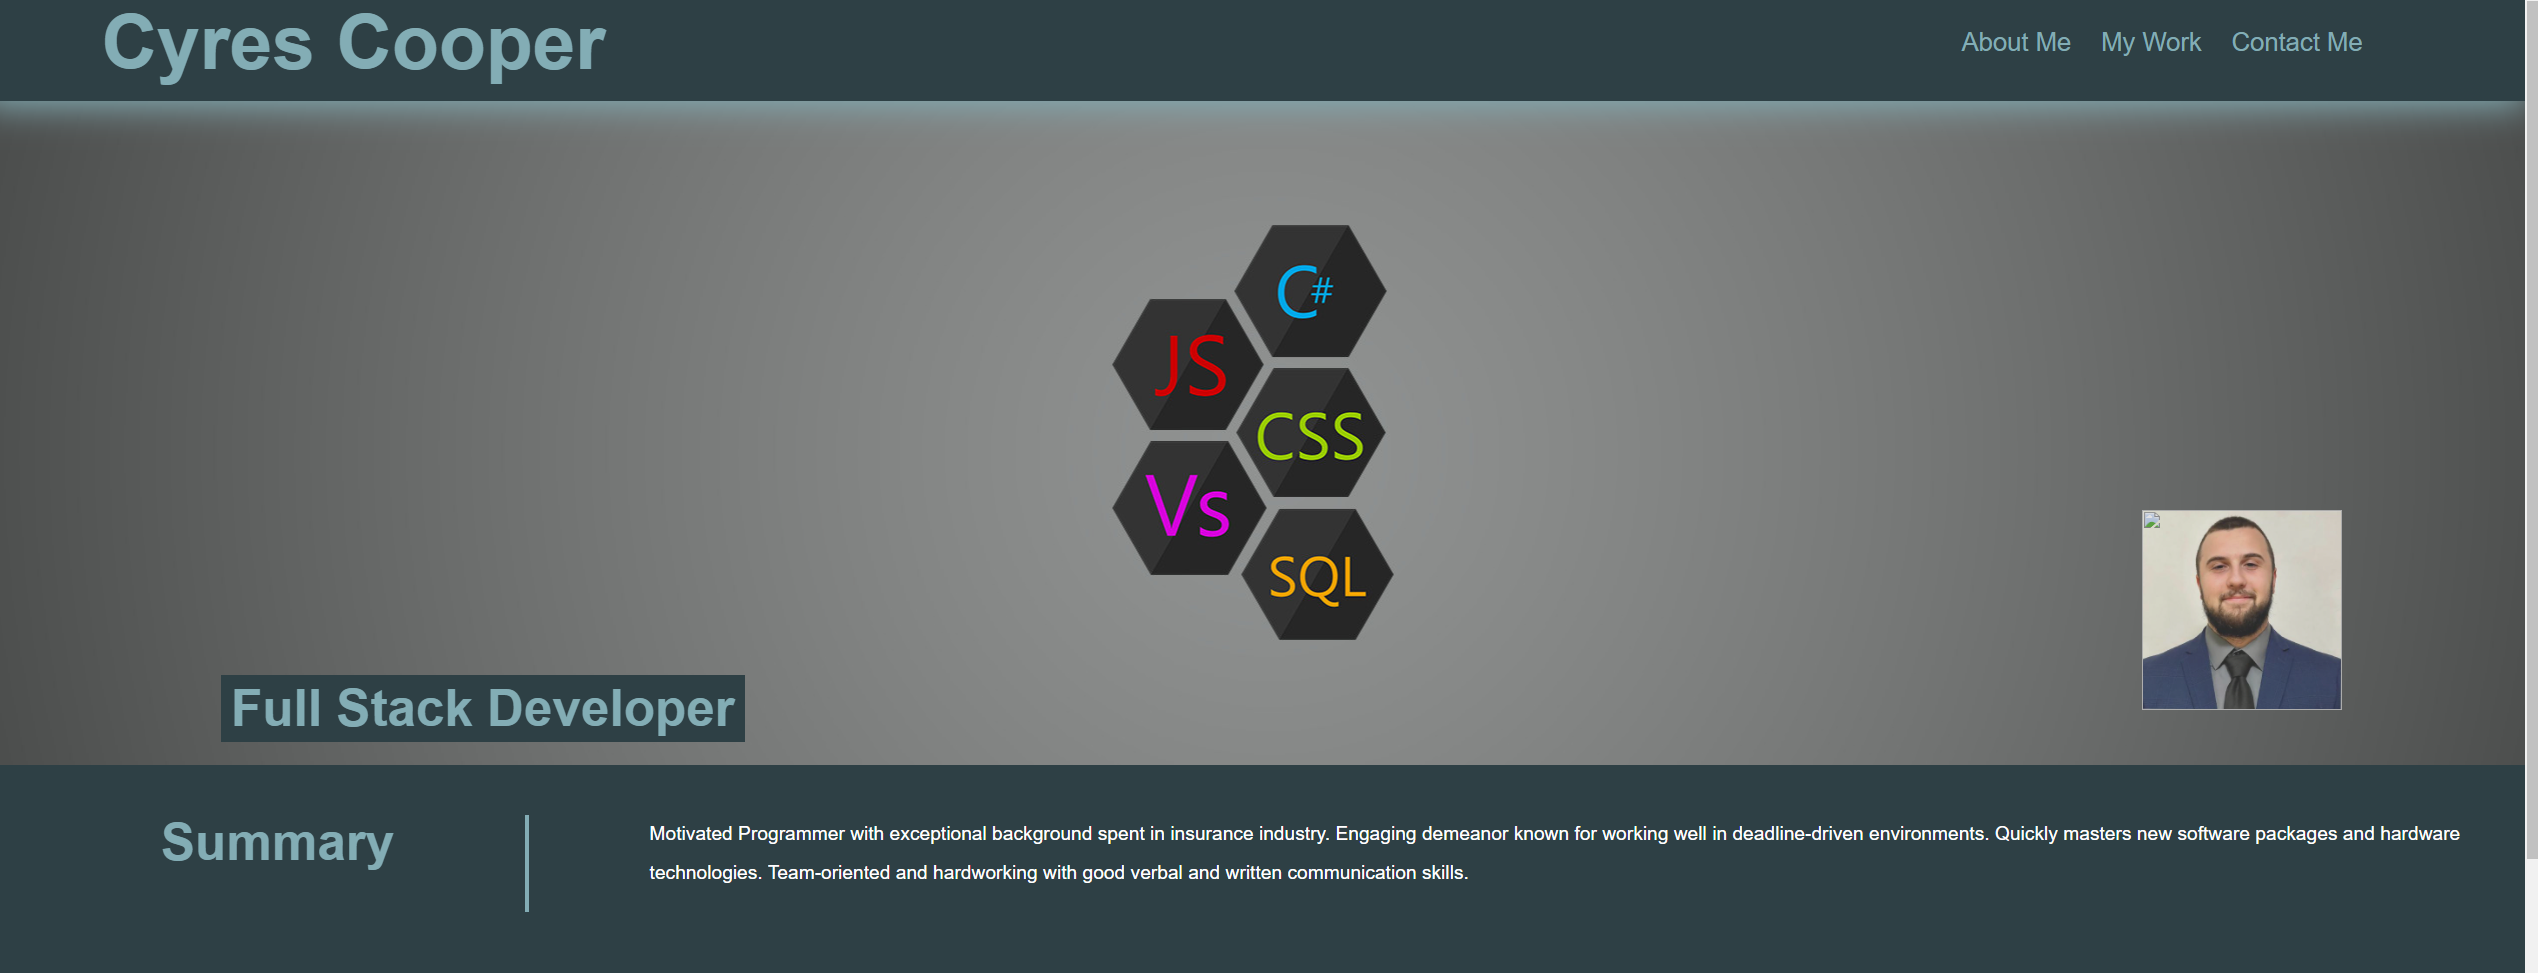 Cyres Cooper
About Me My Work Contact Me
C#
JS
CSS
Vs
SQL
Full Stack Developer
Summary
Motivated Programmer with exceptional background spent in insurance industry. Engaging demeanor known for working well in deadline-driven environments. Quickly masters new software packages and hardware
technologies. Team-oriented and hardworking with good verbal and written communication skills.